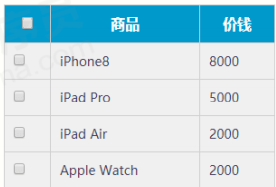 商品 价钱
iPhone8 8000
iPad Pro 5000
iPad Air 2000
Apple Watch 2000